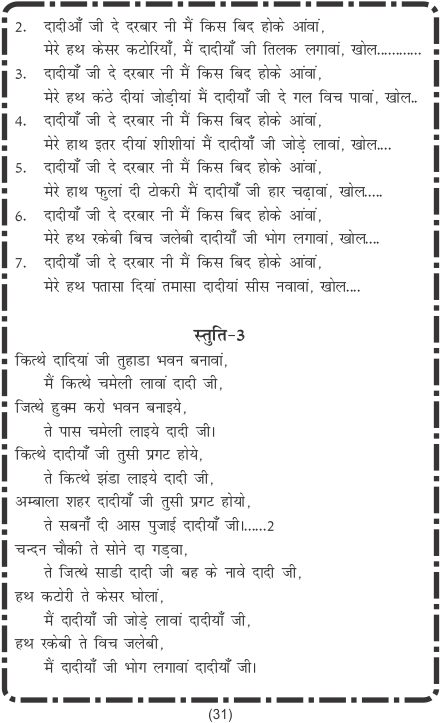 2. दादीआँ जी दे दरबार नी मैं किस बिद होके आंवां,
मेरे हथ केसर कटोरियाँ, मैं दादीयाँ जी तिलक लगावां, खोल............
3. दादीयाँ जी दे दरबार नी मैं किस बिद होके आंवां,
मेरे हथ कंठे दीयां जोड़ीयां मैं दादीयाँ जी दे गल विच पावां, खोल..
4. दादीयाँ जी दे दरबार नी मैं किस बिद होके आंवां,
मेरे हाथ इतर दीयां शीशीयां मैं दादीयाँ जी जोड़े लावां, खोल....
5. दादीयाँ जी दे दरबार नी मैं किस बिद होके आंवां,
मेरे हाथ फुलां दी टोकरी मैं दादीयाँ जी हार चढ़ावां, खोल.....
6. दादीयाँ जी दे दरबार नी मैं किस बिद होके आंवां,
मेरे हथ रकेबी बिच जलेबी दादीयाँ जी भोग लगावां, खोल....
7. दादीयाँ जी दे दरबार नी मैं किस बिद होके आंवां,
मेरे हथ पतासा दियां तमासा दादीयां सीस नवावां, खोल....
स्तुति-3
कित्थे दादियां जी तुहाडा भवन बनावां,
मैं कित्थे चमेली लावां दादी जी,
जित्थे हुक्म करो भवन बनाइये,
ते पास चमेली लाइये दादी जी।
कित्थे दादीयाँ जी तुसी प्रगट होये,
ते कित्थे झंडा लाइये दादी जी,
अम्बाला शहर दादीयाँ जी तुसी प्रगट होयो,
ते सबनाँ दी आस पुजाई दादीयाँ जी।......2
चन्दन चौकी ते सोने दा गड़वा,
ते जित्थे साडी दादी जी बह के नावे दादी जी,
हथ कटोरी ते केसर घोलां,
मैं दादीयाँ जी जोड़े लावां दादीयाँ जी,
हथ रकेबी ते विच जलेबी,
मैं दादीयाँ जी भोग लगावां दादीयाँ जी।
(31)